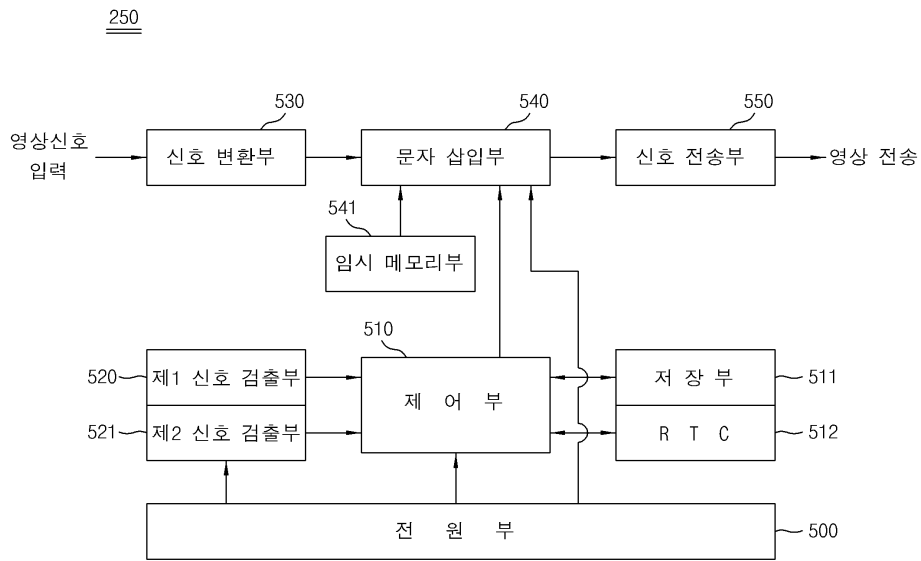 250
530
540
550
영상신호
입력
신호 변환부
문자 삽입부
신호 전송부
영상 전송
541
임시 메모리부
510
520
제1 신호 검출부
제 어 부
저 장 부
511
521
제2 신호 검출부
R T C
512
전 원 부
500